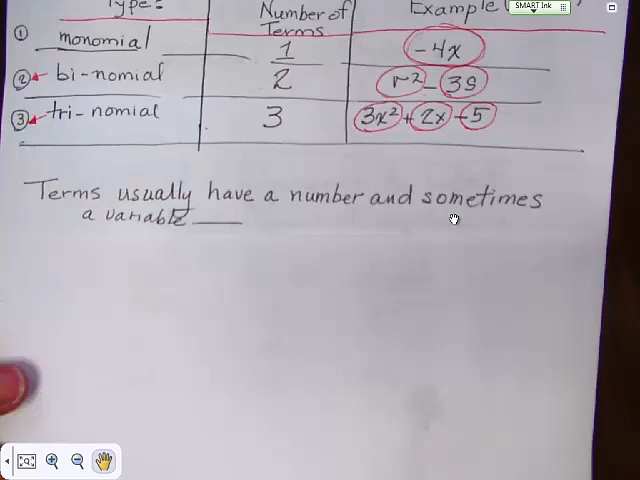 Type: Number of Terms Example
SMART Ink
① monomial 1 -4x
② bi-nomial 2 r² - 3s
③ tri-nomial 3 3x² + 2x - 5
Terms usually have a number and sometimes
a variable ____